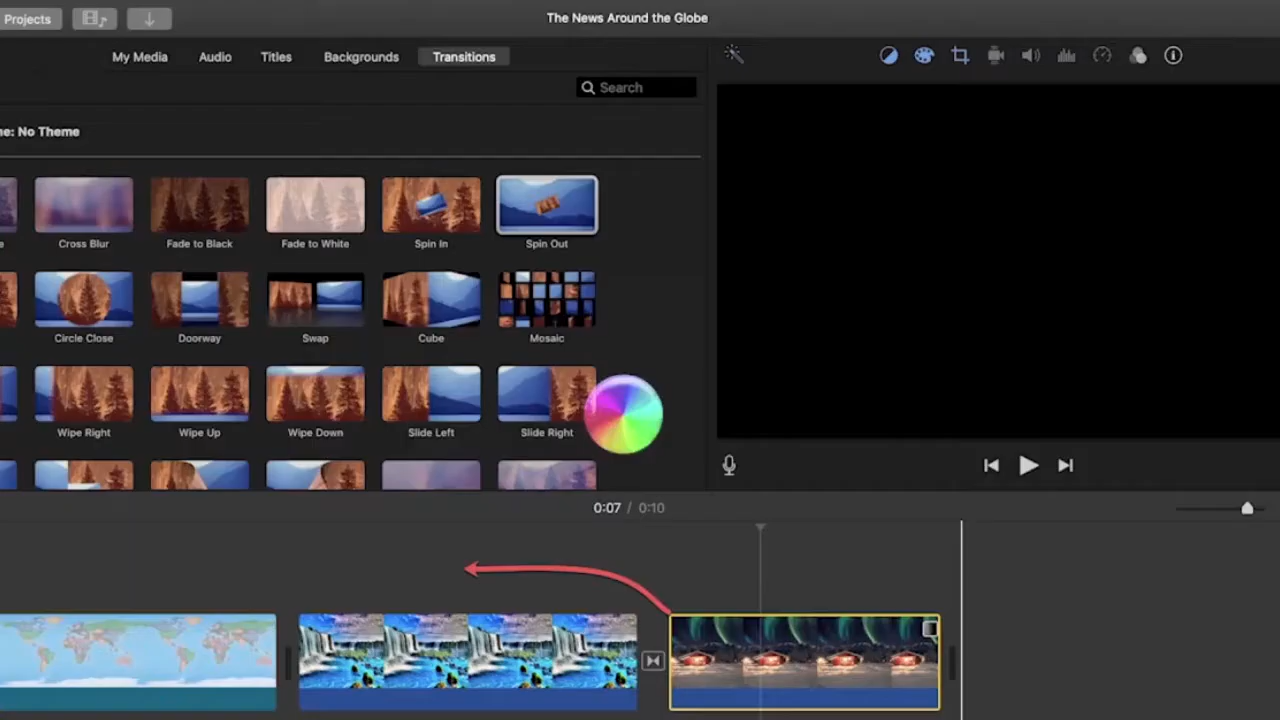 Projects
The News Around the Globe
My Media
Audio
Titles
Backgrounds
Transitions
Search
ne: No Theme
e
Cross Blur
Fade to Black
Fade to White
Spin In
Spin Out
Circle Close
Doorway
Swap
Cube
Mosaic
Wipe Right
Wipe Up
Wipe Down
Slide Left
Slide Right
0:07 / 0:10